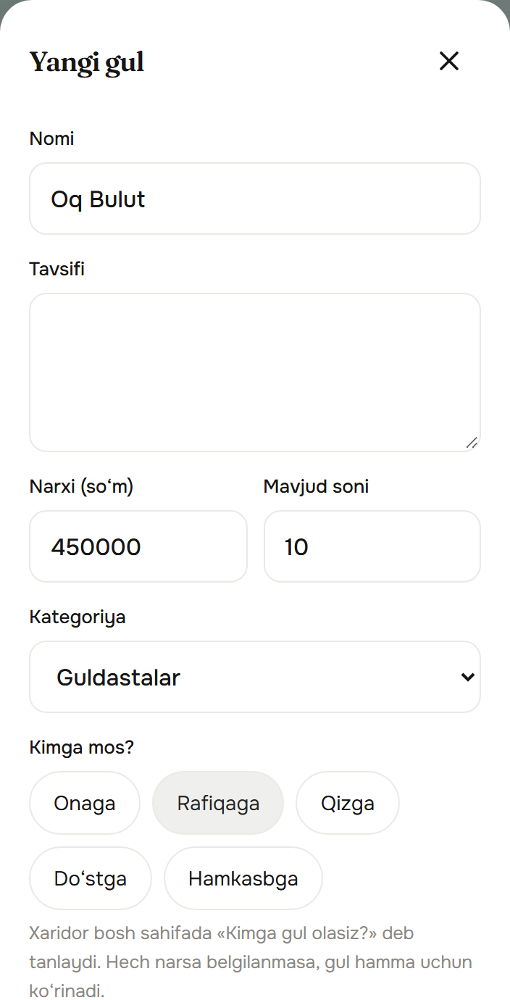 Yangi gul
Nomi
Oq Bulut
Tavsifi
Narxi (so‘m) Mavjud soni
450000 10
Kategoriya
Guldastalar
Kimga mos?
Onaga Rafiqaga Qizga
Do‘stga Hamkasbga
Xaridor bosh sahifada «Kimga gul olasiz?» deb
tanlaydi. Hech narsa belgilanmasa, gul hamma uchun
ko‘rinadi.